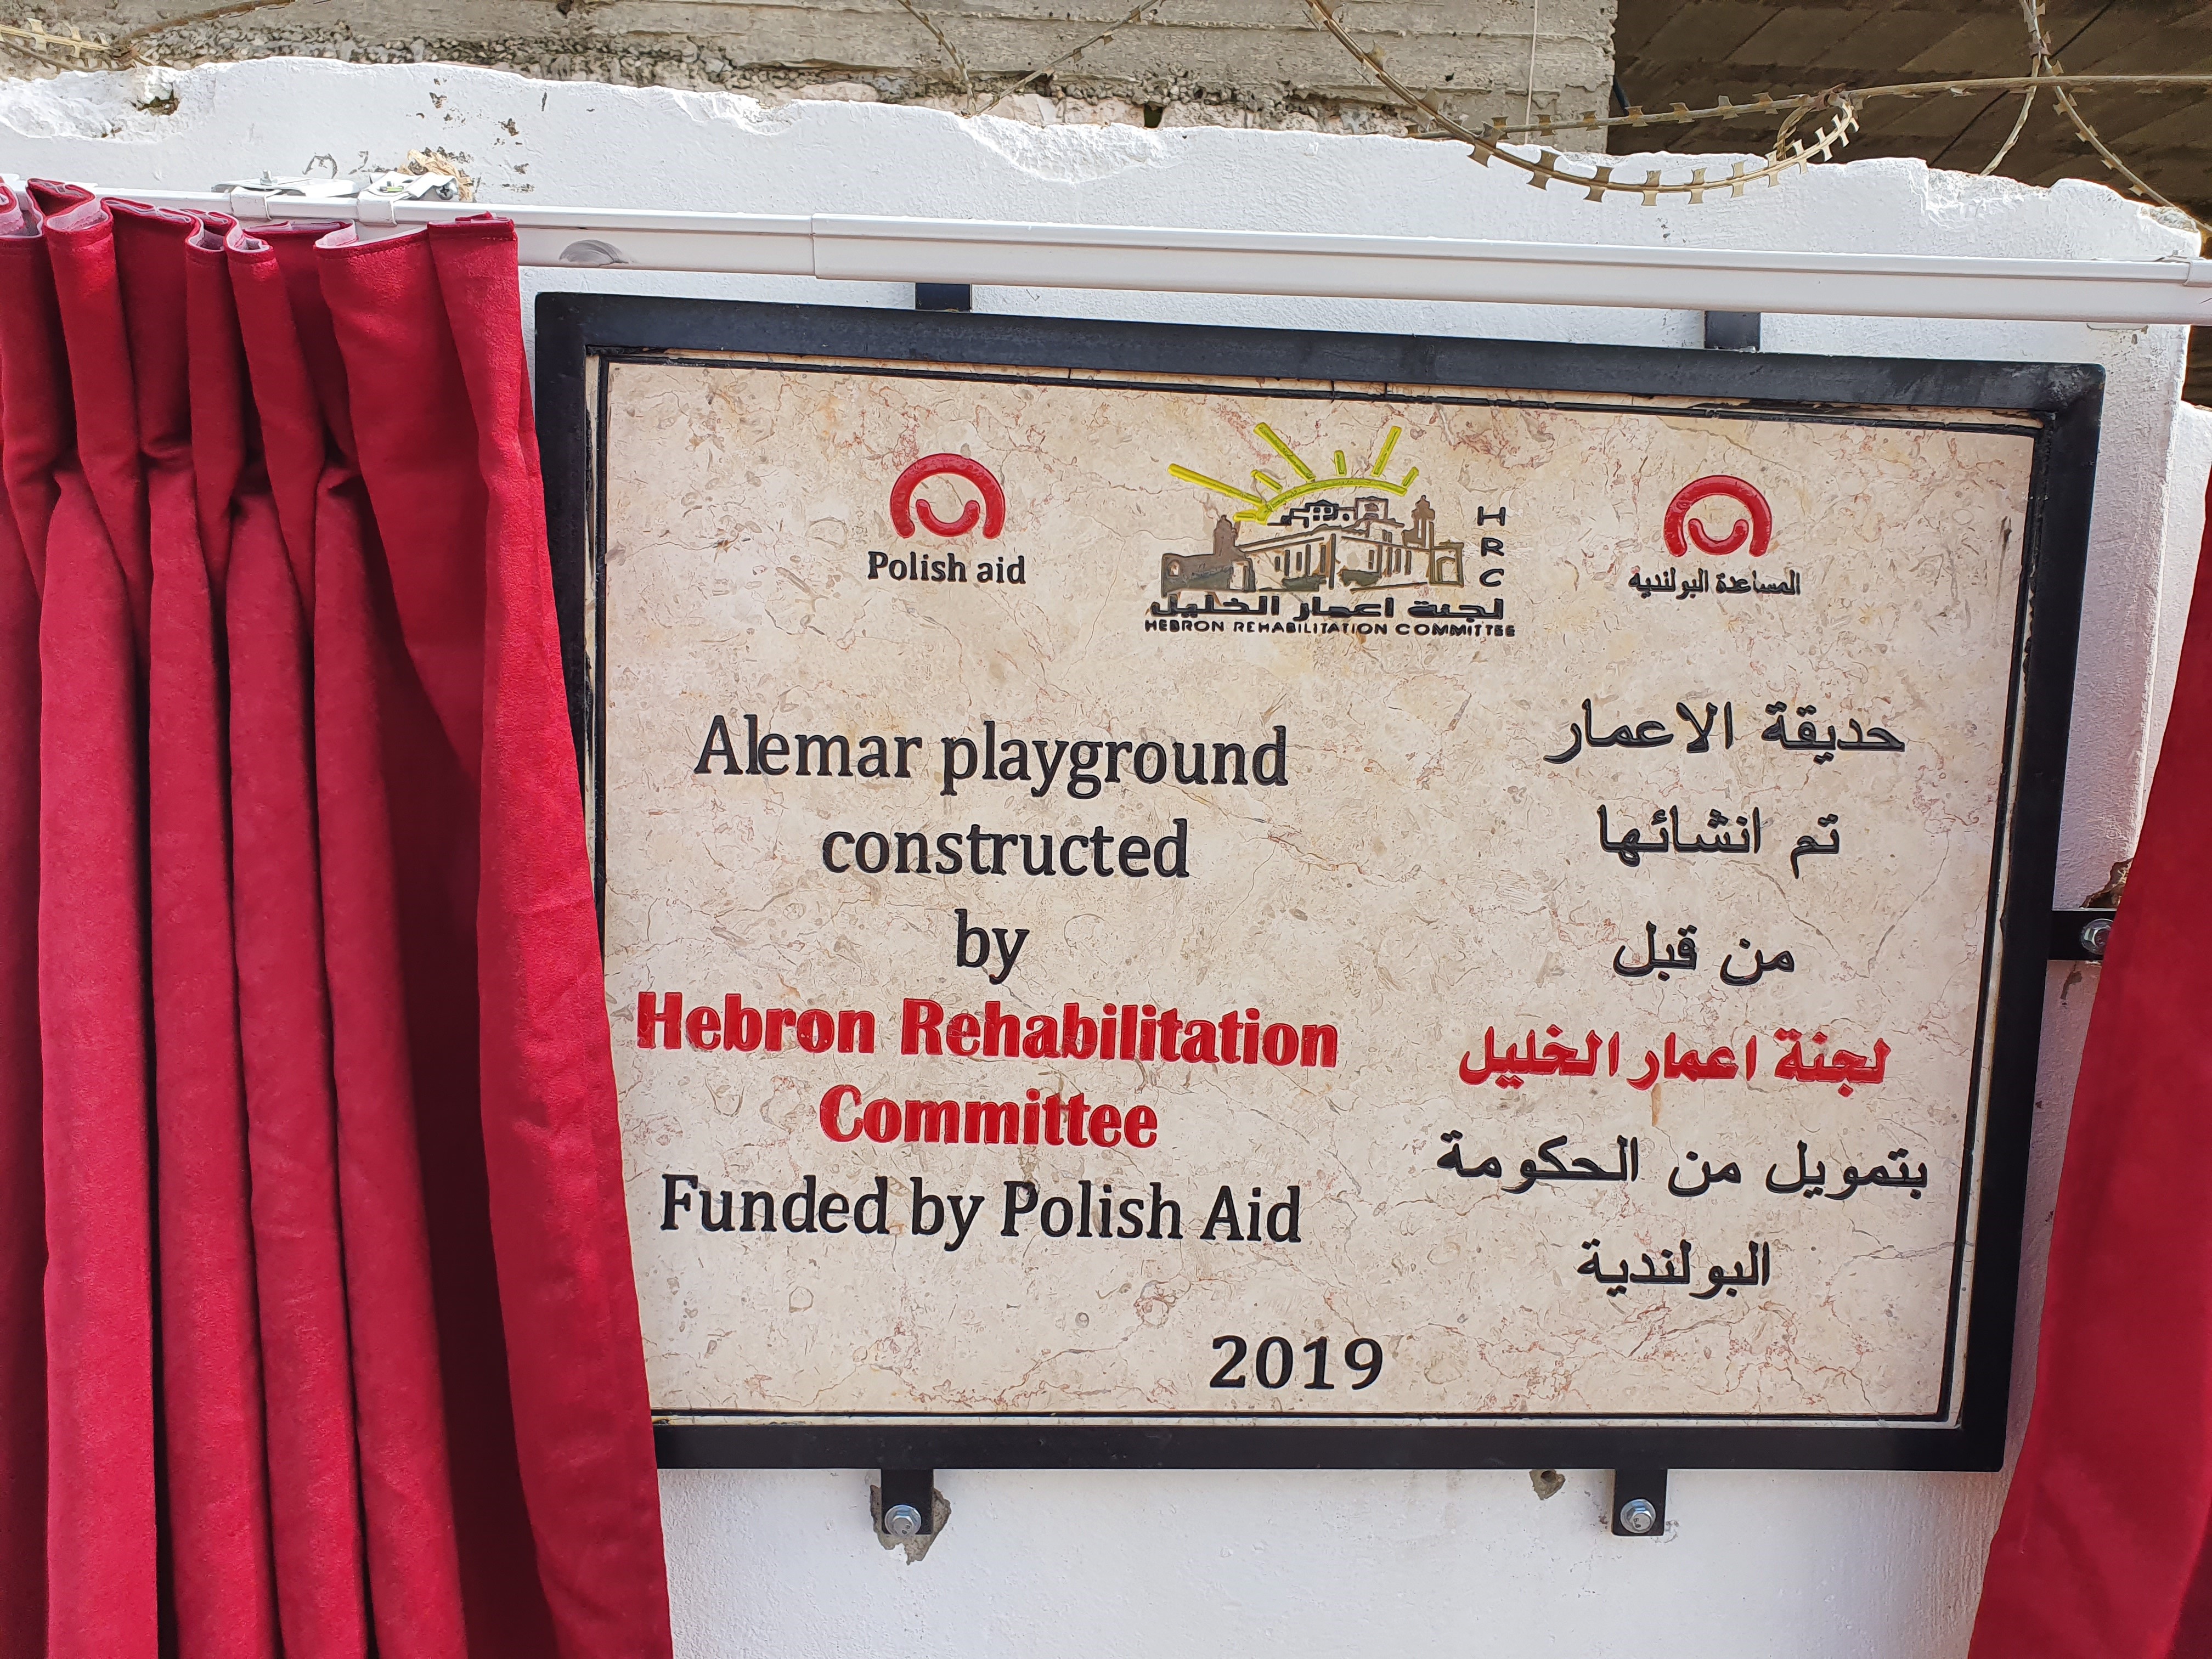 Polish aid
H
R
C
لجنة اعمار الخليل
HEBRON REHABILITATION COMMITTEE
المساعدة البولنديه
Alemar playground
constructed
by
Hebron Rehabilitation
Committee
Funded by Polish Aid
حديقة الاعمار
تم انشائها
من قبل
لجنة اعمار الخليل
بتمويل من الحكومة
البولندية
2019